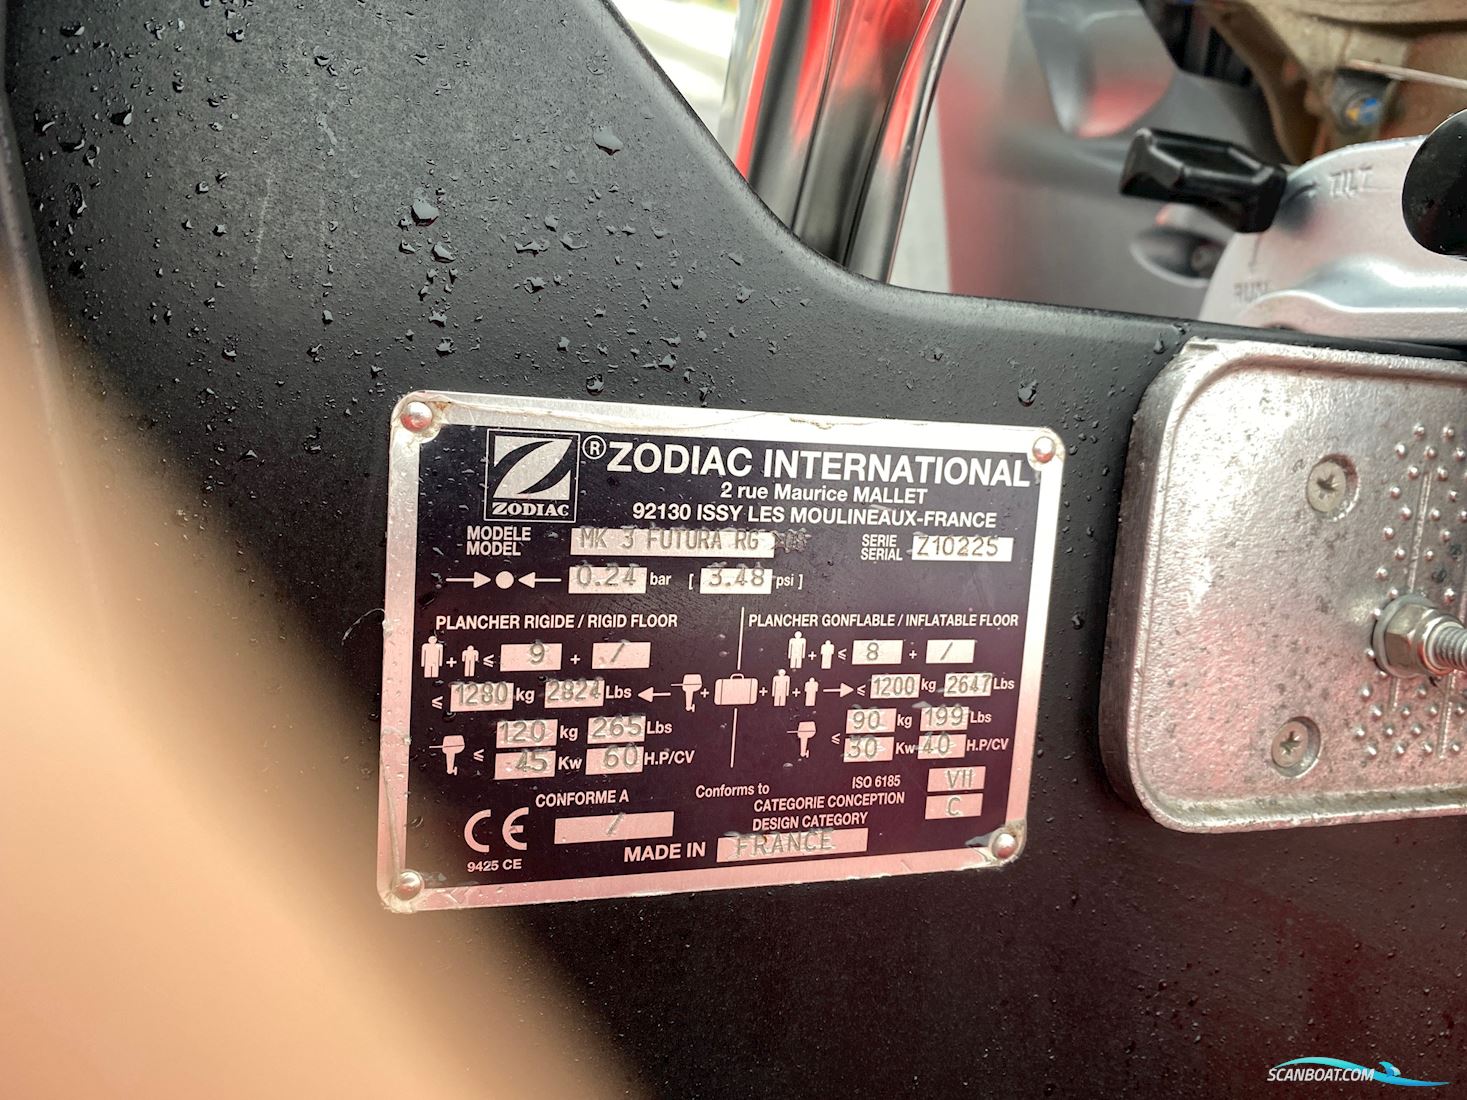 TILT
RUN
ZODIAC
® ZODIAC INTERNATIONAL
2 rue Maurice MALLET
92130 ISSY LES MOULINEAUX-FRANCE
MODELE
MODEL
MK 3 FUTURA RG
SERIE
SERIAL
Z10225
0.24 bar [ 3.48 psi ]
PLANCHER RIGIDE / RIGID FLOOR
PLANCHER GONFLABLE / INFLATABLE FLOOR
+ ≤ 9 + /
+ ≤ 8 + /
≤ 1280 kg 2824 Lbs
+ + +
≤ 1200 kg 2647 Lbs
≤ 120 kg 265 Lbs
45 Kw 60 H.P/CV
≤ 90 kg 199 Lbs
30 Kw 40 H.P/CV
CE
9425 CE
CONFORME A
/
Conforms to
ISO 6185 VII
CATEGORIE CONCEPTION
DESIGN CATEGORY
C
MADE IN FRANCE
SCANBOAT.COM